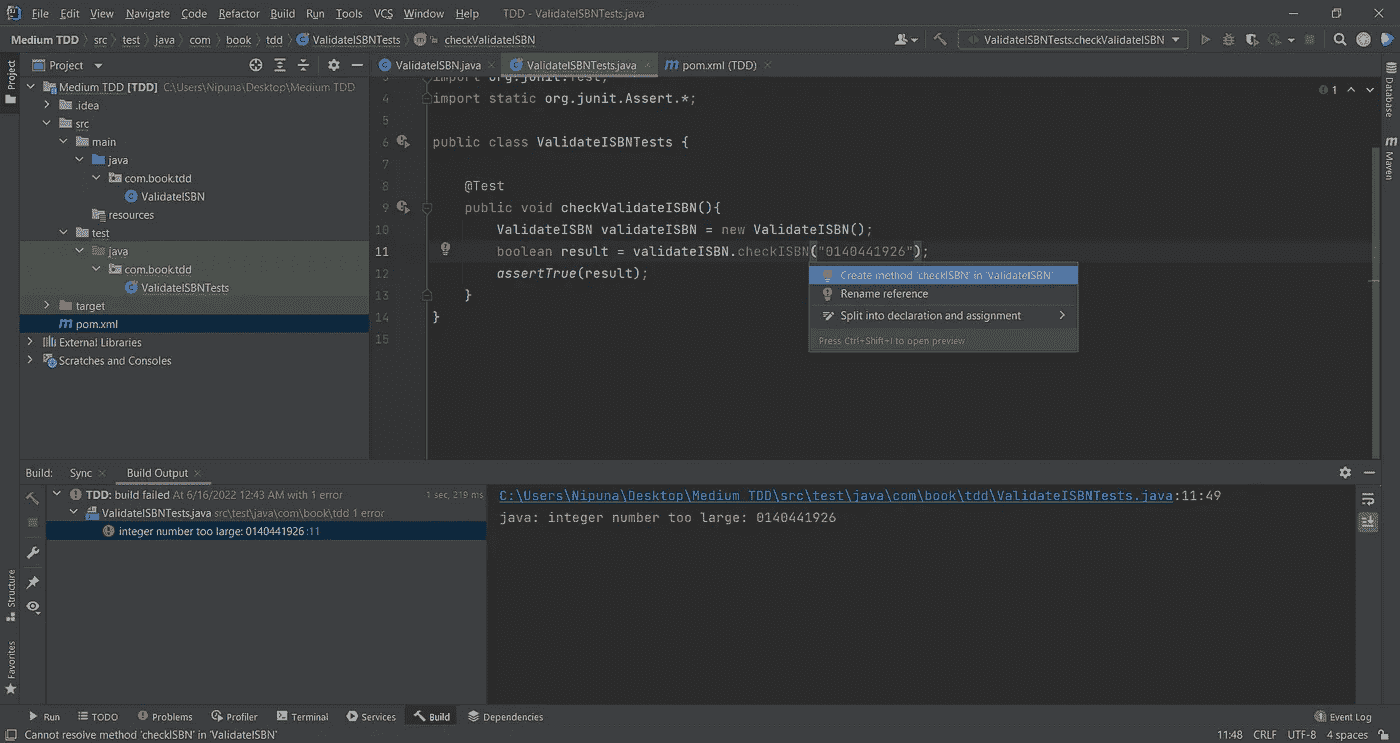 File Edit View Navigate Code Refactor Build Run Tools VCS Window Help TDD - ValidateISBNTests.java
Medium TDD src test java com book tdd ValidateISBNTests checkValidateISBN ValidateISBNTests.checkValidateISBN
Project
Project
ValidateISBN.java ValidateISBNTests.java pom.xml (TDD)
Medium TDD [TDD] C:\Users\Nipuna\Desktop\Medium TDD
.idea
src
main
java
com.book.tdd
ValidateISBN
resources
test
java
com.book.tdd
ValidateISBNTests
target
pom.xml
External Libraries
Scratches and Consoles
3 import org.junit.Test;
4 import static org.junit.Assert.*;
5
6 public class ValidateISBNTests {
7
8 @Test
9 public void checkValidateISBN(){
10 ValidateISBN validateISBN = new ValidateISBN();
11 boolean result = validateISBN.checkISBN("0140441926");
12 assertTrue(result);
13 }
14 }
15
1
Create method 'checkISBN' in 'ValidateISBN'
Rename reference
Split into declaration and assignment
Press Ctrl+Shift+I to open preview
Database
Maven
Build: Sync Build Output
TDD: build failed At 6/16/2022 12:43 AM with 1 error 1 sec, 219 ms
ValidateISBNTests.java src\test\java\com\book\tdd 1 error
integer number too large: 0140441926 :11
C:\Users\Nipuna\Desktop\Medium TDD\src\test\java\com\book\tdd\ValidateISBNTests.java:11:49
java: integer number too large: 0140441926
Structure
Favorites
Run TODO Problems Profiler Terminal Services Build Dependencies Event Log
Cannot resolve method 'checkISBN' in 'ValidateISBN' 11:48 CRLF UTF-8 4 spaces